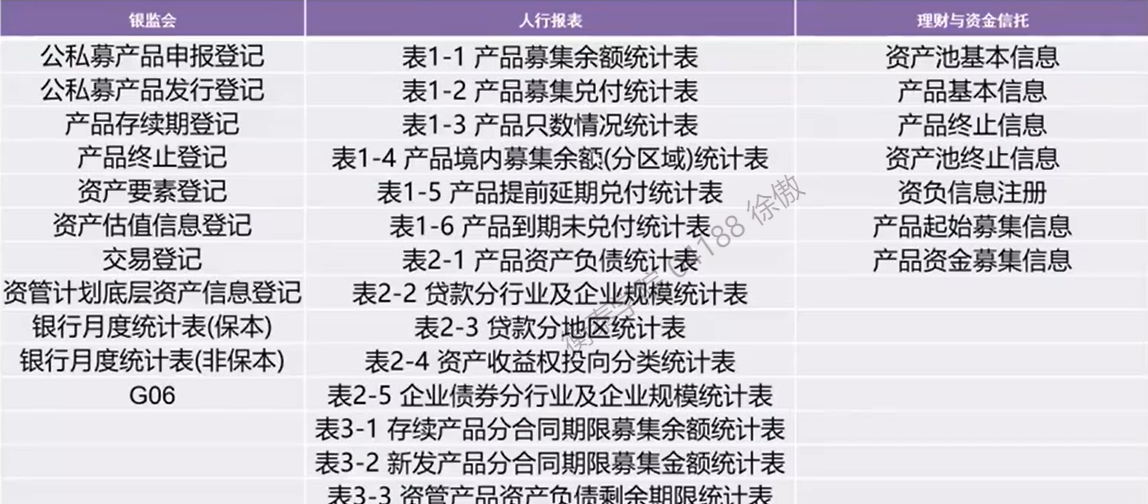 银监会 人行报表 理财与资金信托
公私募产品申报登记 表1-1 产品募集余额统计表 资产池基本信息
公私募产品发行登记 表1-2 产品募集兑付统计表 产品基本信息
产品存续期登记 表1-3 产品只数情况统计表 产品终止信息
产品终止登记 表1-4 产品境内募集余额(分区域)统计表 资产池终止信息
资产要素登记 表1-5 产品提前延期兑付统计表 资负信息注册
资产估值信息登记 表1-6 产品到期未兑付统计表 产品起始募集信息
交易登记 表2-1 产品资产负债统计表 产品资金募集信息
资管计划底层资产信息登记 表2-2 贷款分行业及企业规模统计表
银行月度统计表(保本) 表2-3 贷款分地区统计表
银行月度统计表(非保本) 表2-4 资产收益权投向分类统计表
G06 表2-5 企业债券分行业及企业规模统计表
表3-1 存续产品分合同期限募集余额统计表
表3-2 新发产品分合同期限募集金额统计表
表3-3 资管产品资产负债剩余期限统计表
4188 徐傲